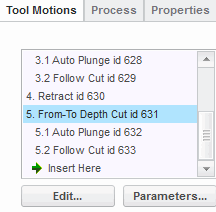 Tool Motions Process Properties
3.1 Auto Plunge id 628
3.2 Follow Cut id 629
4. Retract id 630
5. From-To Depth Cut id 631
5.1 Auto Plunge id 632
5.2 Follow Cut id 633
Insert Here
Edit... Parameters...